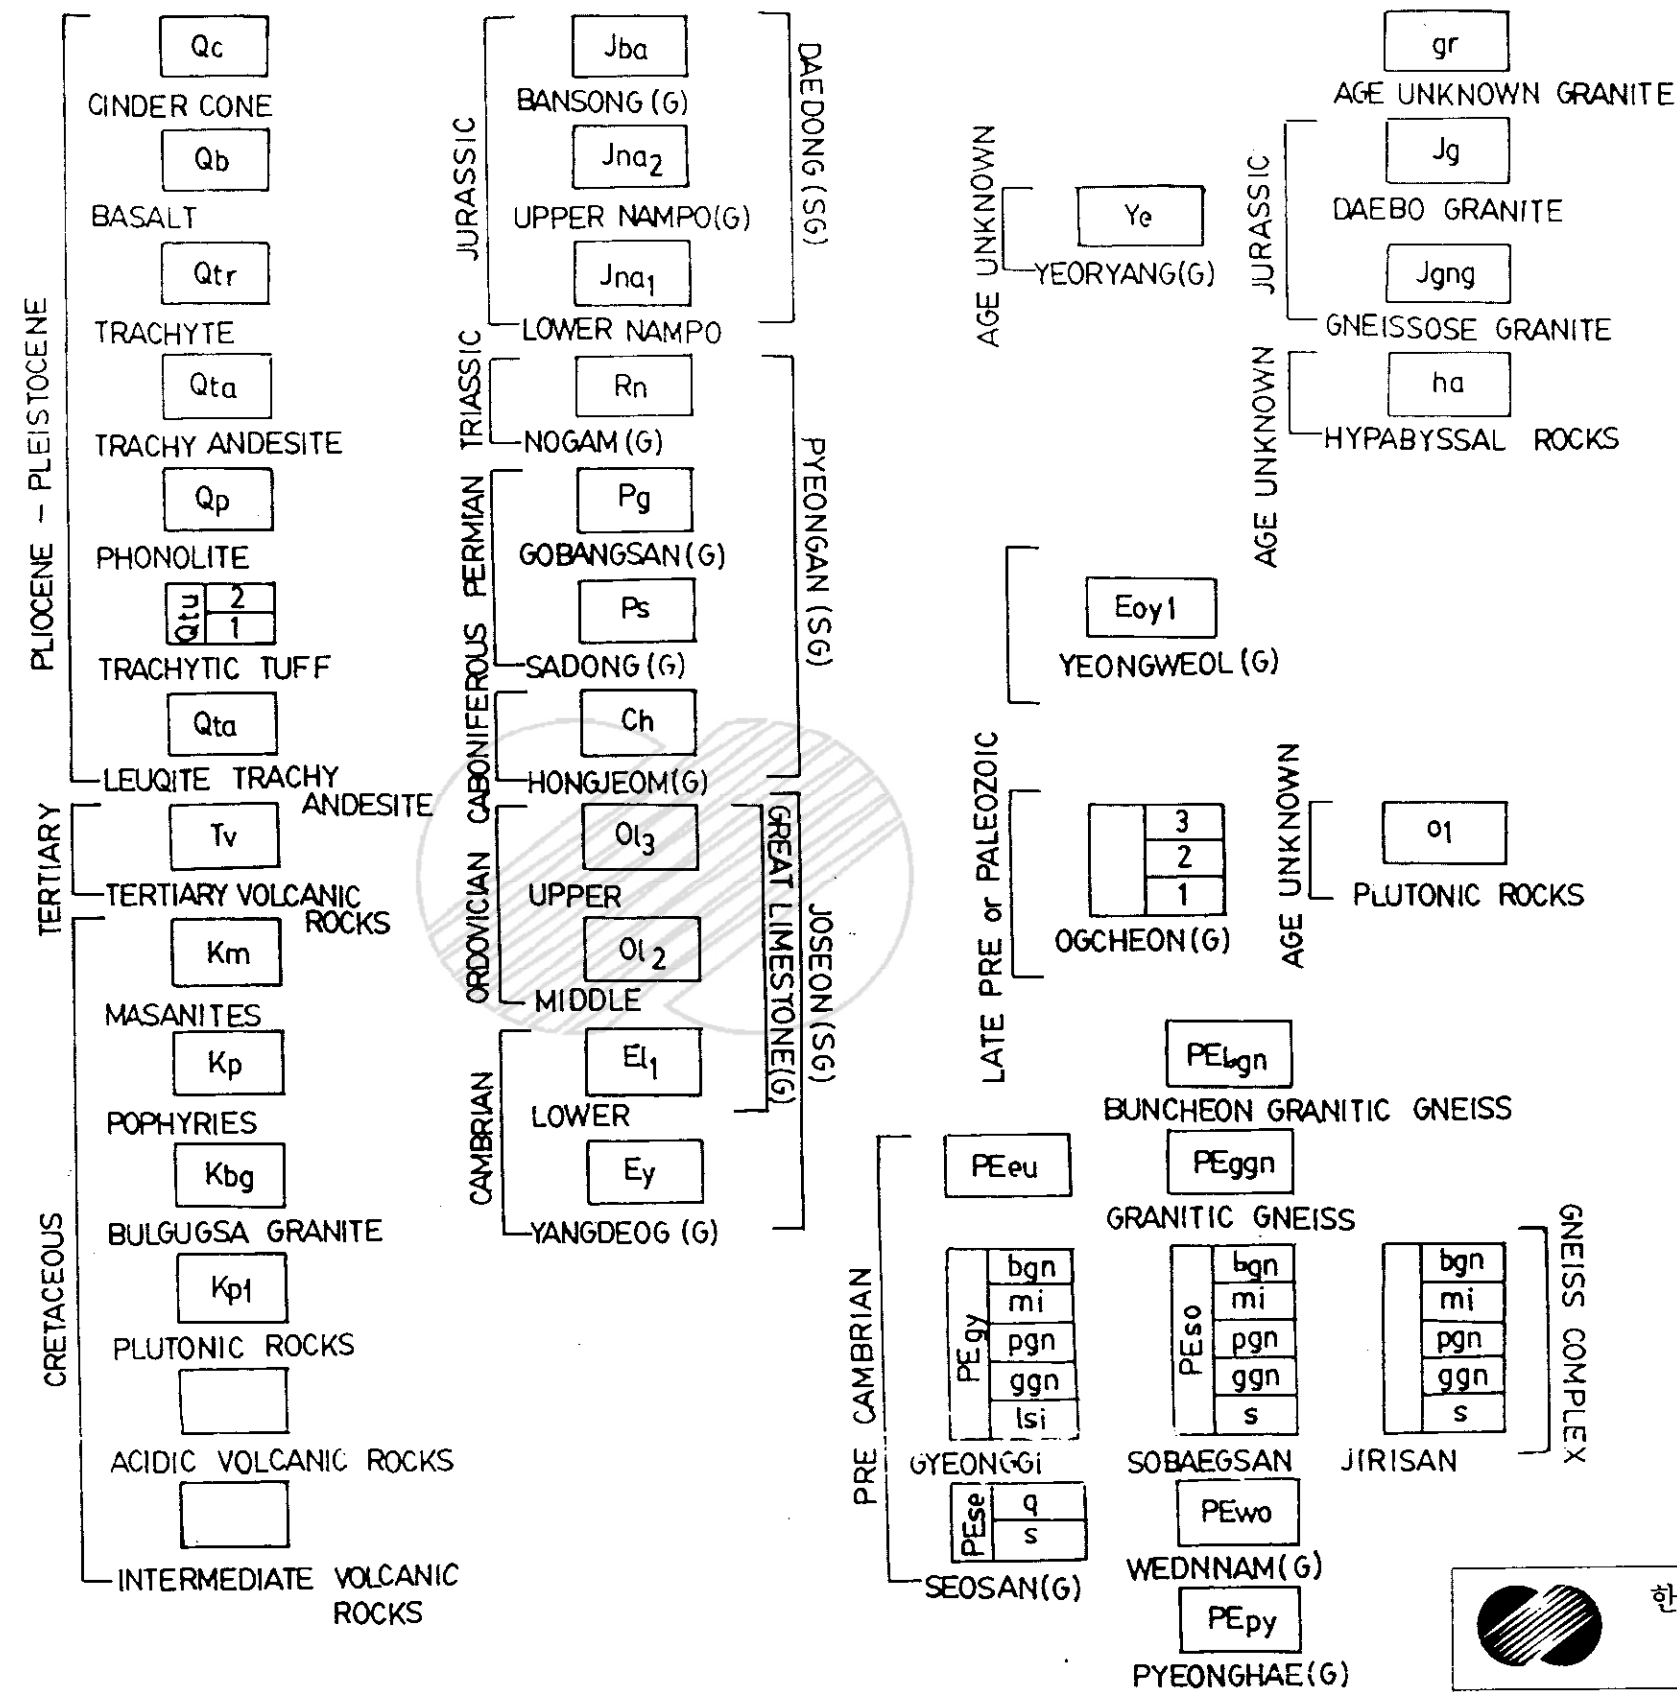 PLIOCENE - PLEISTOCENE
Qc
CINDER CONE
Qb
BASALT
Qtr
TRACHYTE
Qta
TRACHY ANDESITE
Qp
PHONOLITE
Qtu
2
1
TRACHYTIC TUFF
Qta
LEUQITE TRACHY
ANDESITE
TERTIARY
Tv
TERTIARY VOLCANIC
ROCKS
CRETACEOUS
Km
MASANITES
Kp
POPHYRIES
Kbg
BULGUGSA GRANITE
Kp1
PLUTONIC ROCKS
ACIDIC VOLCANIC ROCKS
INTERMEDIATE VOLCANIC
ROCKS
JURASSIC
Jba
BANSONG (G)
Jna2
UPPER NAMPO(G)
Jna1
LOWER NAMPO
DAEDONG (SG)
TRIASSIC
Rn
NOGAM (G)
PERMIAN
Pg
GOBANGSAN (G)
Ps
SADONG (G)
CABONIFEROUS
Ch
HONGJEOM(G)
PYEONGAN (SG)
ORDOVICIAN
Ol3
UPPER
Ol2
MIDDLE
CAMBRIAN
El1
LOWER
Ey
YANGDEOG (G)
GREAT LIMESTONE(G)
JOSEON (SG)
AGE UNKNOWN
Ye
YEORYANG(G)
Eoy1
YEONGWEOL (G)
LATE PRE or PALEOZOIC
3
2
1
OGCHEON(G)
gr
AGE UNKNOWN GRANITE
JURASSIC
Jg
DAEBO GRANITE
Jgng
GNEISSOSE GRANITE
AGE UNKNOWN
ha
HYPABYSSAL ROCKS
AGE UNKNOWN
o1
PLUTONIC ROCKS
PEbgn
BUNCHEON GRANITIC GNEISS
PRE CAMBRIAN
PEeu
PEggn
GRANITIC GNEISS
PEgy
bgn
mi
pgn
ggn
lsi
GYEONGGI
PEso
bgn
mi
pgn
ggn
s
SOBAEGSAN
bgn
mi
pgn
ggn
s
JIRISAN
GNEISS COMPLEX
PEse
q
s
SEOSAN(G)
PEwo
WEDNNAM(G)
PEpy
PYEONGHAE(G)
한